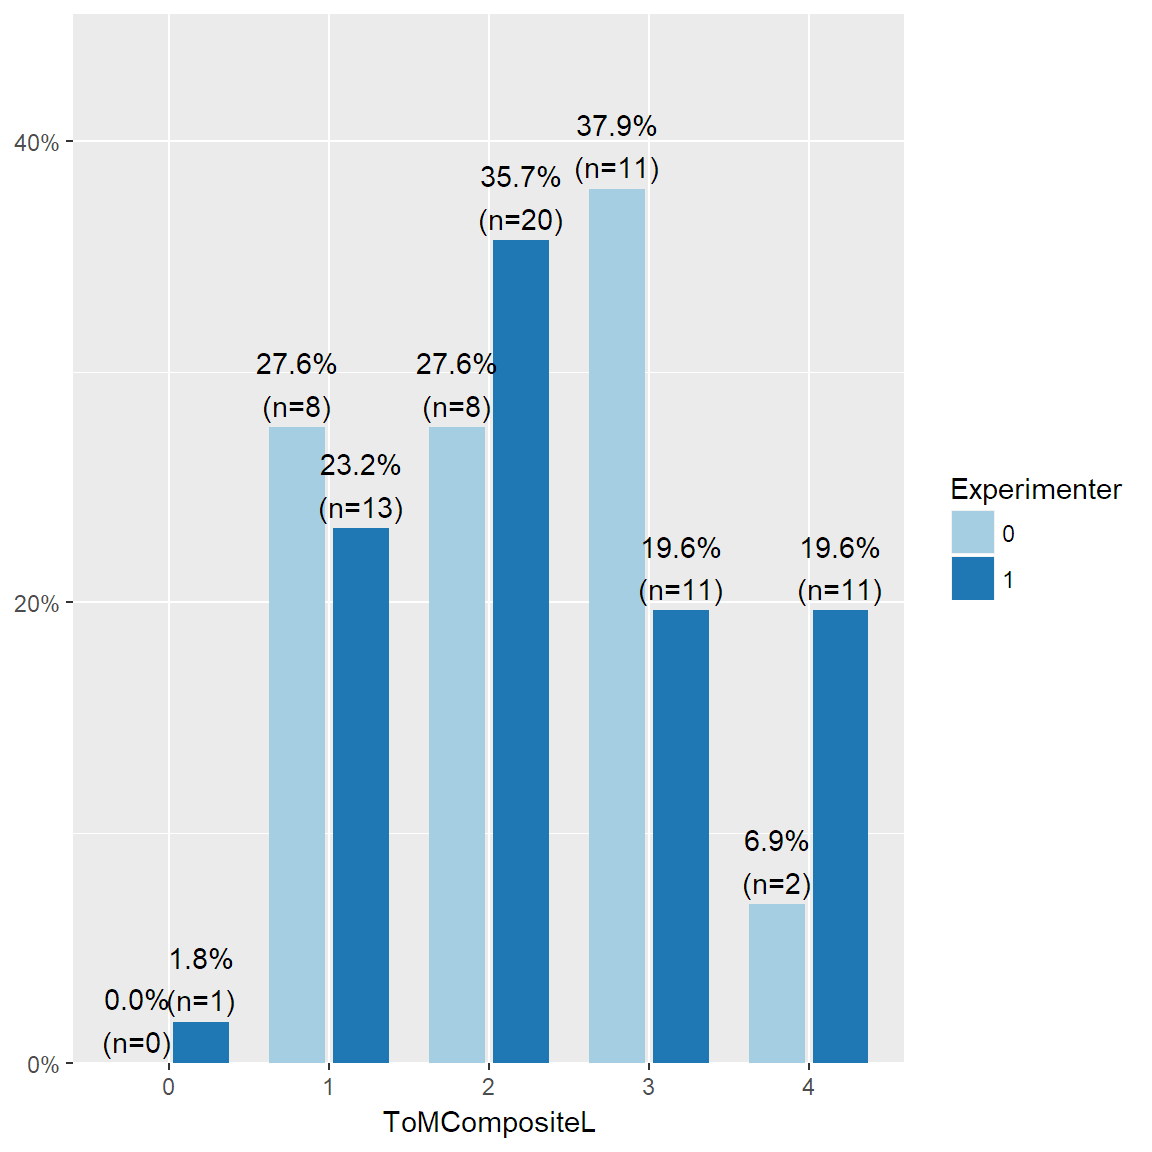 37.9%
(n=11)
40%
35.7%
(n=20)
27.6%
(n=8)
27.6%
(n=8)
23.2%
(n=13)
Experimenter
0
1
19.6%
(n=11)
19.6%
(n=11)
20%
6.9%
(n=2)
1.8%
(n=1)
0.0%
(n=0)
0%
0 1 2 3 4
ToMCompositeL